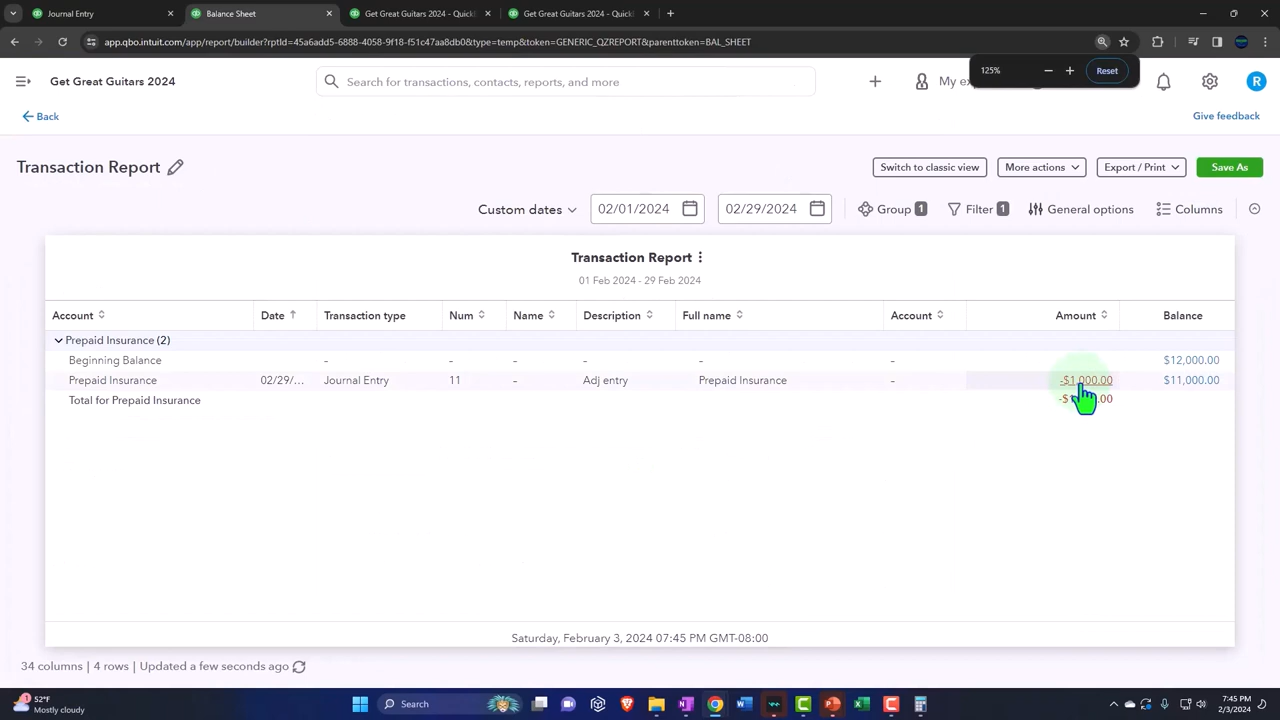 Journal Entry
Balance Sheet
Get Great Guitars 2024 - Quick
Get Great Guitars 2024 - Quick
app.qbo.intuit.com/app/report/builder?rptId=45a6add5-6888-4058-9f18-f51c47aa8db0&type=temp&token=GENERIC_QZREPORT&parenttoken=BAL_SHEET
125%
Reset
Get Great Guitars 2024
Search for transactions, contacts, reports, and more
My
R
Back
Give feedback
Transaction Report
Switch to classic view
More actions
Export / Print
Save As
Custom dates
02/01/2024
02/29/2024
Group 1
Filter 1
General options
Columns
Transaction Report
01 Feb 2024 - 29 Feb 2024
Account Date Transaction type Num Name Description Full name Account Amount Balance
Prepaid Insurance (2)
Beginning Balance - - - - - - $12,000.00
Prepaid Insurance 02/29/... Journal Entry 11 - Adj entry Prepaid Insurance - -$1,000.00 $11,000.00
Total for Prepaid Insurance
Saturday, February 3, 2024 07:45 PM GMT-08:00
34 columns | 4 rows | Updated a few seconds ago
1
52°F
Mostly cloudy
Search
7:45 PM
2/3/2024